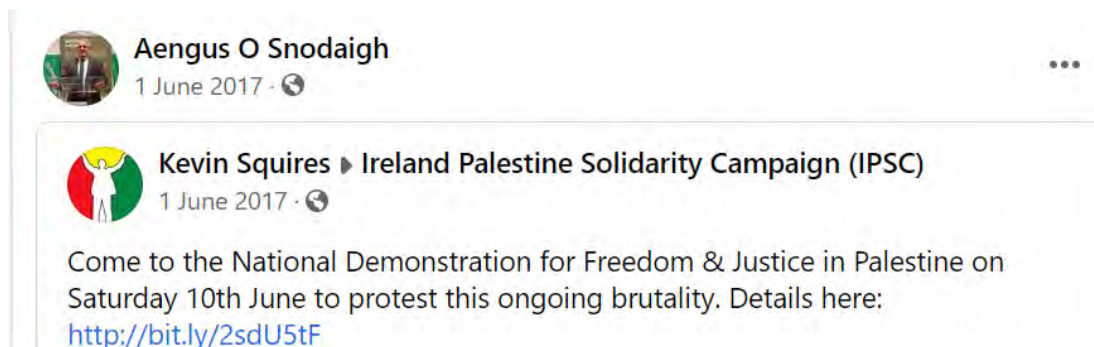 Aengus O Snodaigh
1 June 2017 ·
Kevin Squires ▸ Ireland Palestine Solidarity Campaign (IPSC)
1 June 2017 ·
Come to the National Demonstration for Freedom & Justice in Palestine on
Saturday 10th June to protest this ongoing brutality. Details here:
http://bit.ly/2sdU5tF